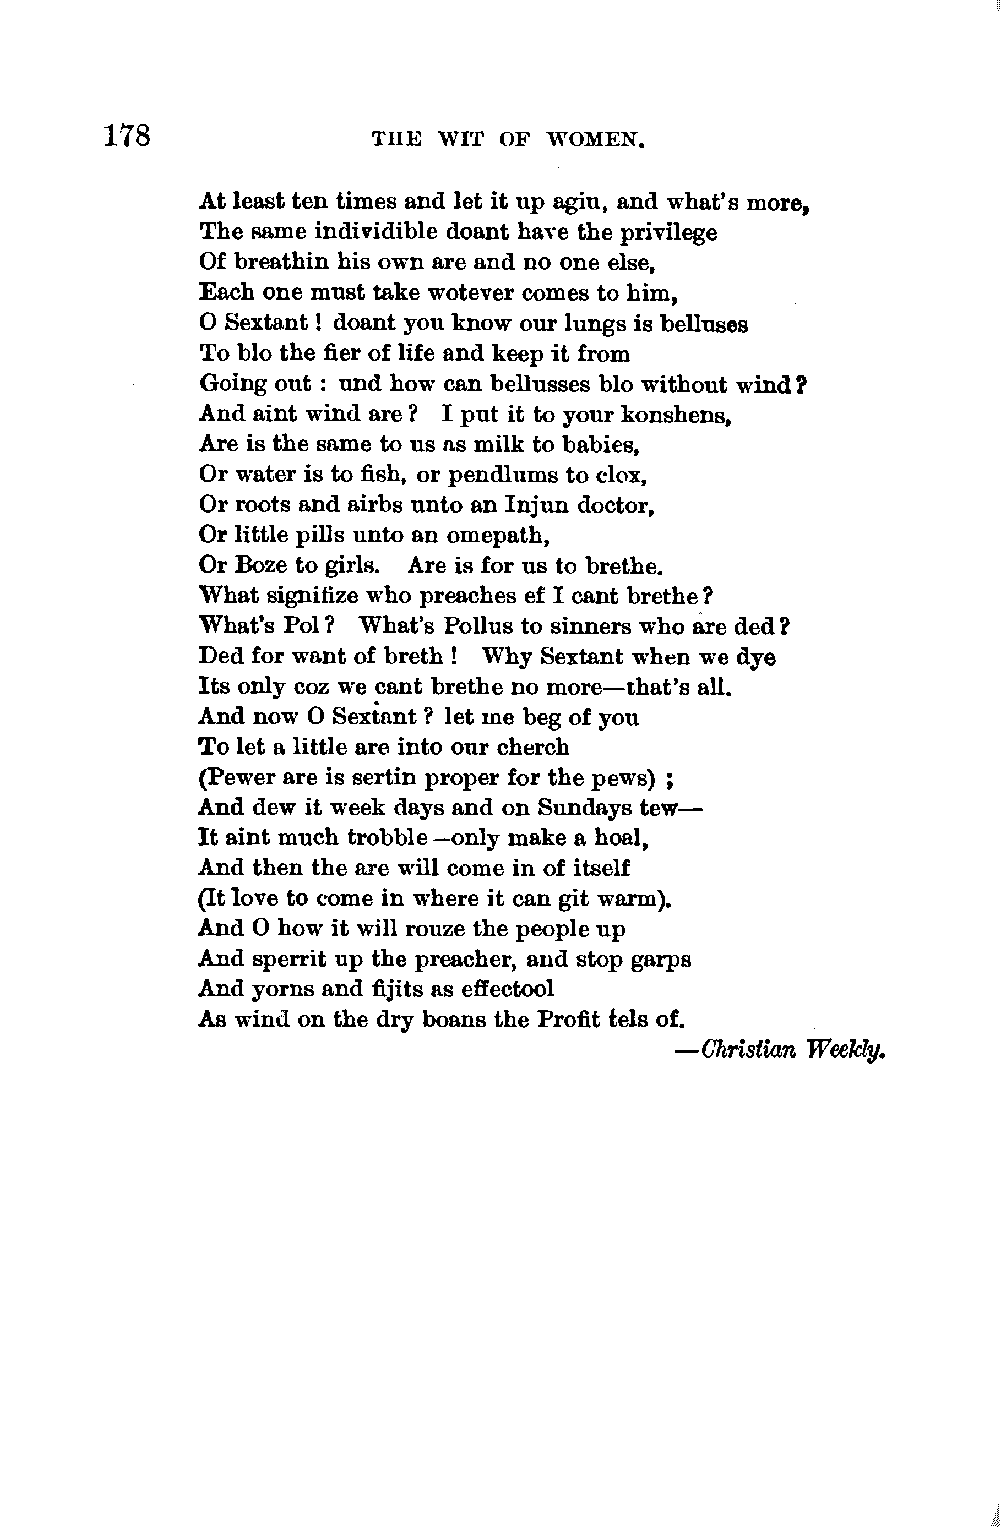 178 THE WIT OF WOMEN.
At least ten times and let it up agin, and what's more,
The same individible doant have the privilege
Of breathin his own are and no one else,
Each one must take wotever comes to him,
O Sextant! doant you know our lungs is belluses
To blo the fier of life and keep it from
Going out : und how can bellusses blo without wind?
And aint wind are? I put it to your konshens,
Are is the same to us as milk to babies,
Or water is to fish, or pendlums to clox,
Or roots and airbs unto an Injun doctor,
Or little pills unto an omepath,
Or Boze to girls. Are is for us to brethe.
What signifize who preaches ef I cant brethe?
What's Pol? What's Pollus to sinners who are ded?
Ded for want of breth! Why Sextant when we dye
Its only coz we cant brethe no more—that's all.
And now O Sextant? let me beg of you
To let a little are into our cherch
(Pewer are is sertin proper for the pews) ;
And dew it week days and on Sundays tew—
It aint much trobble—only make a hoal,
And then the are will come in of itself
(It love to come in where it can git warm).
And O how it will rouze the people up
And sperrit up the preacher, and stop garps
And yorns and fijits as effectool
As wind on the dry boans the Profit tels of.
—Christian Weekly.